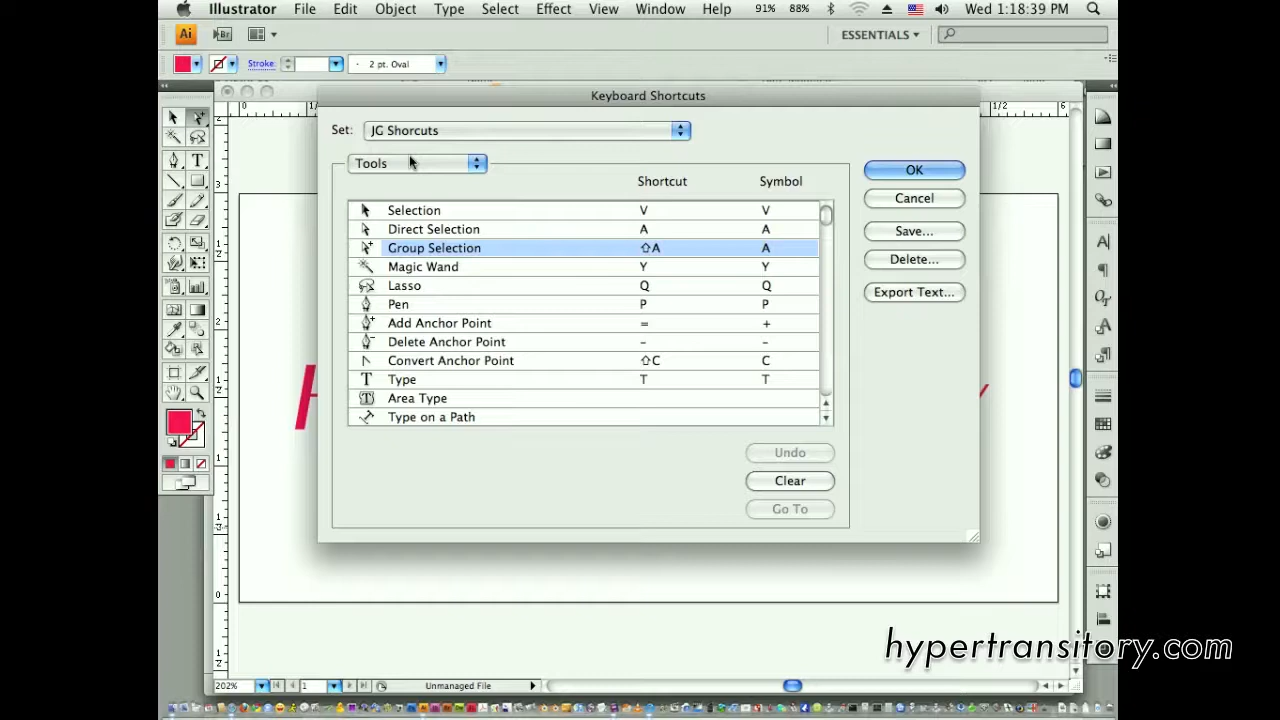 Illustrator File Edit Object Type Select Effect View Window Help 91% 88% Wed 1:18:39 PM
Ai Br ESSENTIALS
Stroke: 2 pt. Oval
Keyboard Shortcuts
Set: JG Shorcuts
Tools
OK
Cancel
Save...
Delete...
Export Text...
Shortcut Symbol
Selection V V
Direct Selection A A
Group Selection ⇧A A
Magic Wand Y Y
Lasso Q Q
Pen P P
Add Anchor Point = +
Delete Anchor Point - -
Convert Anchor Point ⇧C C
Type T T
Area Type
Type on a Path
Undo
Clear
Go To
hypertransitory.com
202% 1 Unmanaged File